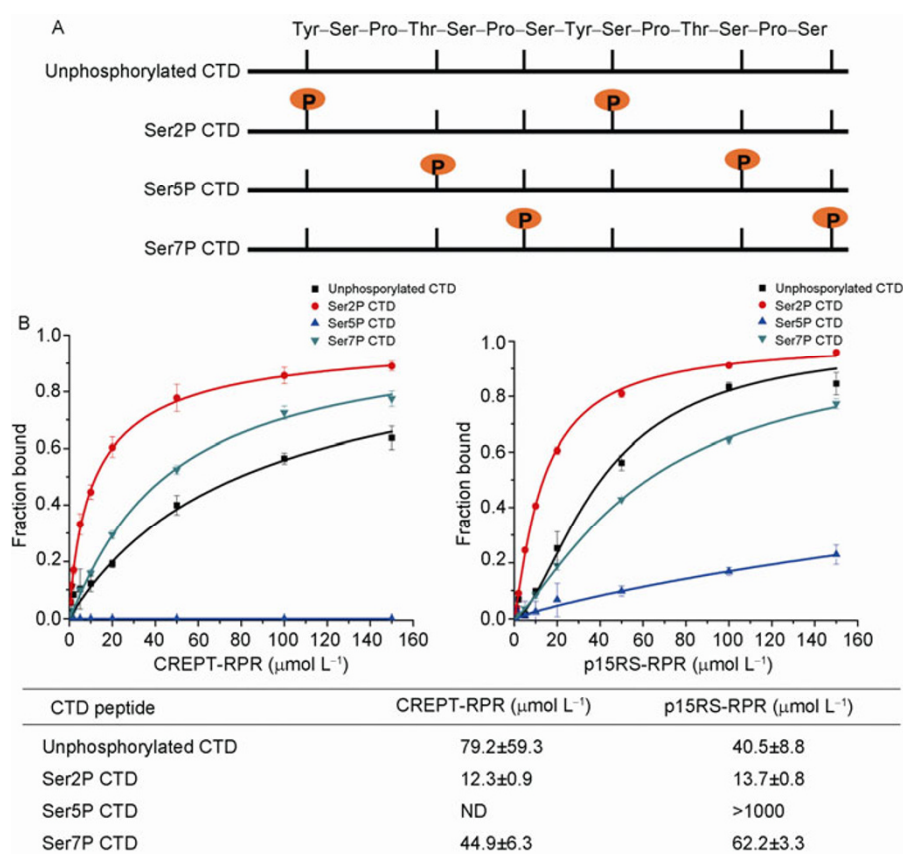 A
Tyr–Ser–Pro–Thr–Ser–Pro–Ser–Tyr–Ser–Pro–Thr–Ser–Pro–Ser
Unphosphorylated CTD
P P
Ser2P CTD
P P
Ser5P CTD
P P
Ser7P CTD
B
Unphosporylated CTD
Ser2P CTD
Ser5P CTD
Ser7P CTD
1.0
0.8
0.6
0.4
0.2
0.0
Fraction bound
0 20 40 60 80 100 120 140 160
CREPT-RPR (μmol L⁻¹)
Unphosporylated CTD
Ser2P CTD
Ser5P CTD
Ser7P CTD
1.0
0.8
0.6
0.4
0.2
0.0
Fraction bound
0 20 40 60 80 100 120 140 160
p15RS-RPR (μmol L⁻¹)
CTD peptide CREPT-RPR (μmol L⁻¹) p15RS-RPR (μmol L⁻¹)
Unphosphorylated CTD 79.2±59.3 40.5±8.8
Ser2P CTD 12.3±0.9 13.7±0.8
Ser5P CTD ND >1000
Ser7P CTD 44.9±6.3 62.2±3.3